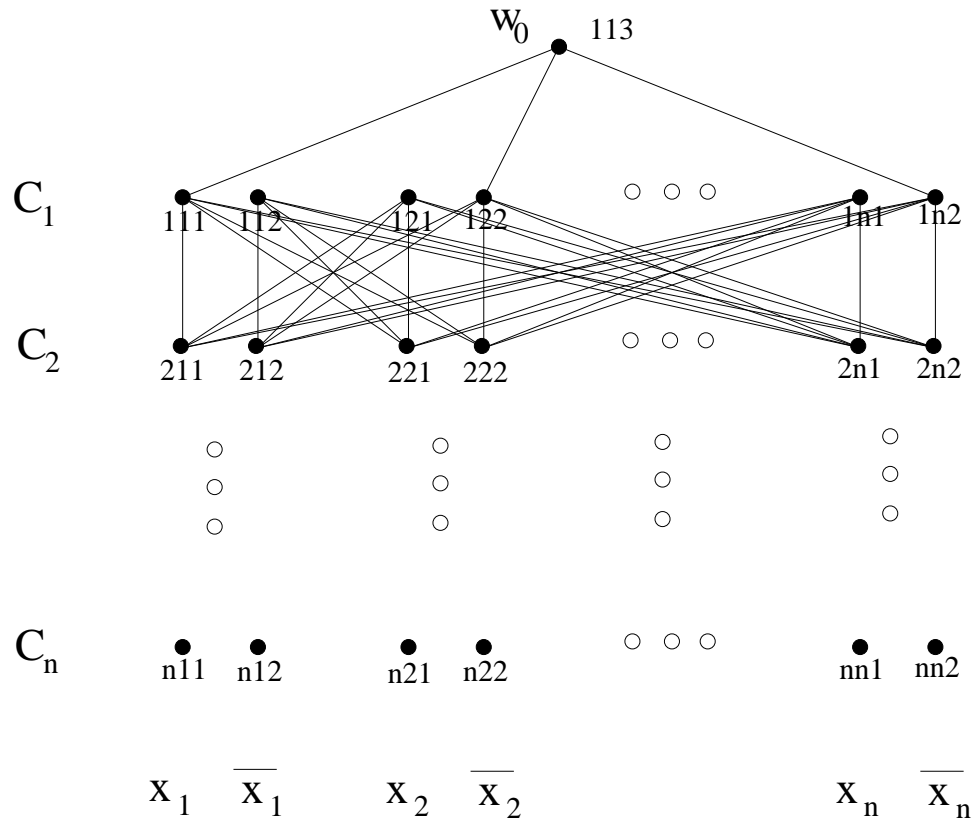 w0 113
C1
111 112 121 122 1n1 1n2
C2
211 212 221 222 2n1 2n2
Cn
n11 n12 n21 n22 nn1 nn2
x1 x̅1 x2 x̅2 xn x̅n